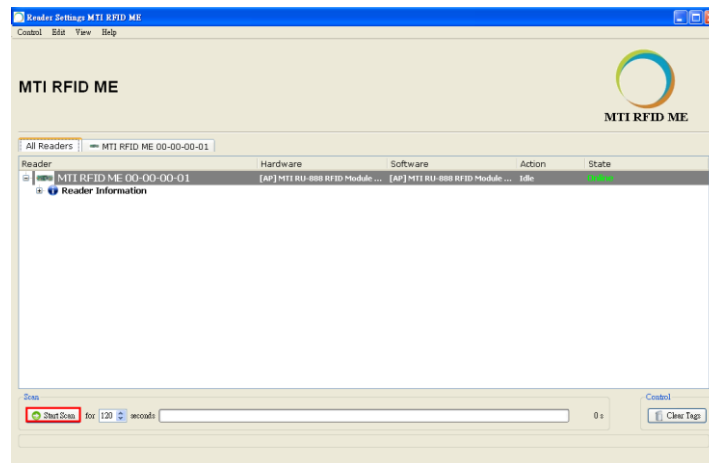 Reader Settings MTI RFID ME
Control Edit View Help
MTI RFID ME
MTI RFID ME
All Readers MTI RFID ME 00-00-00-01
Reader Hardware Software Action State
MTI RFID ME 00-00-00-01 [AP] MTI RU-888 RFID Module ... [AP] MTI RU-888 RFID Module ... Idle Online
Reader Information
Scan Control
Start Scan for 120 seconds 0 s Clear Tags